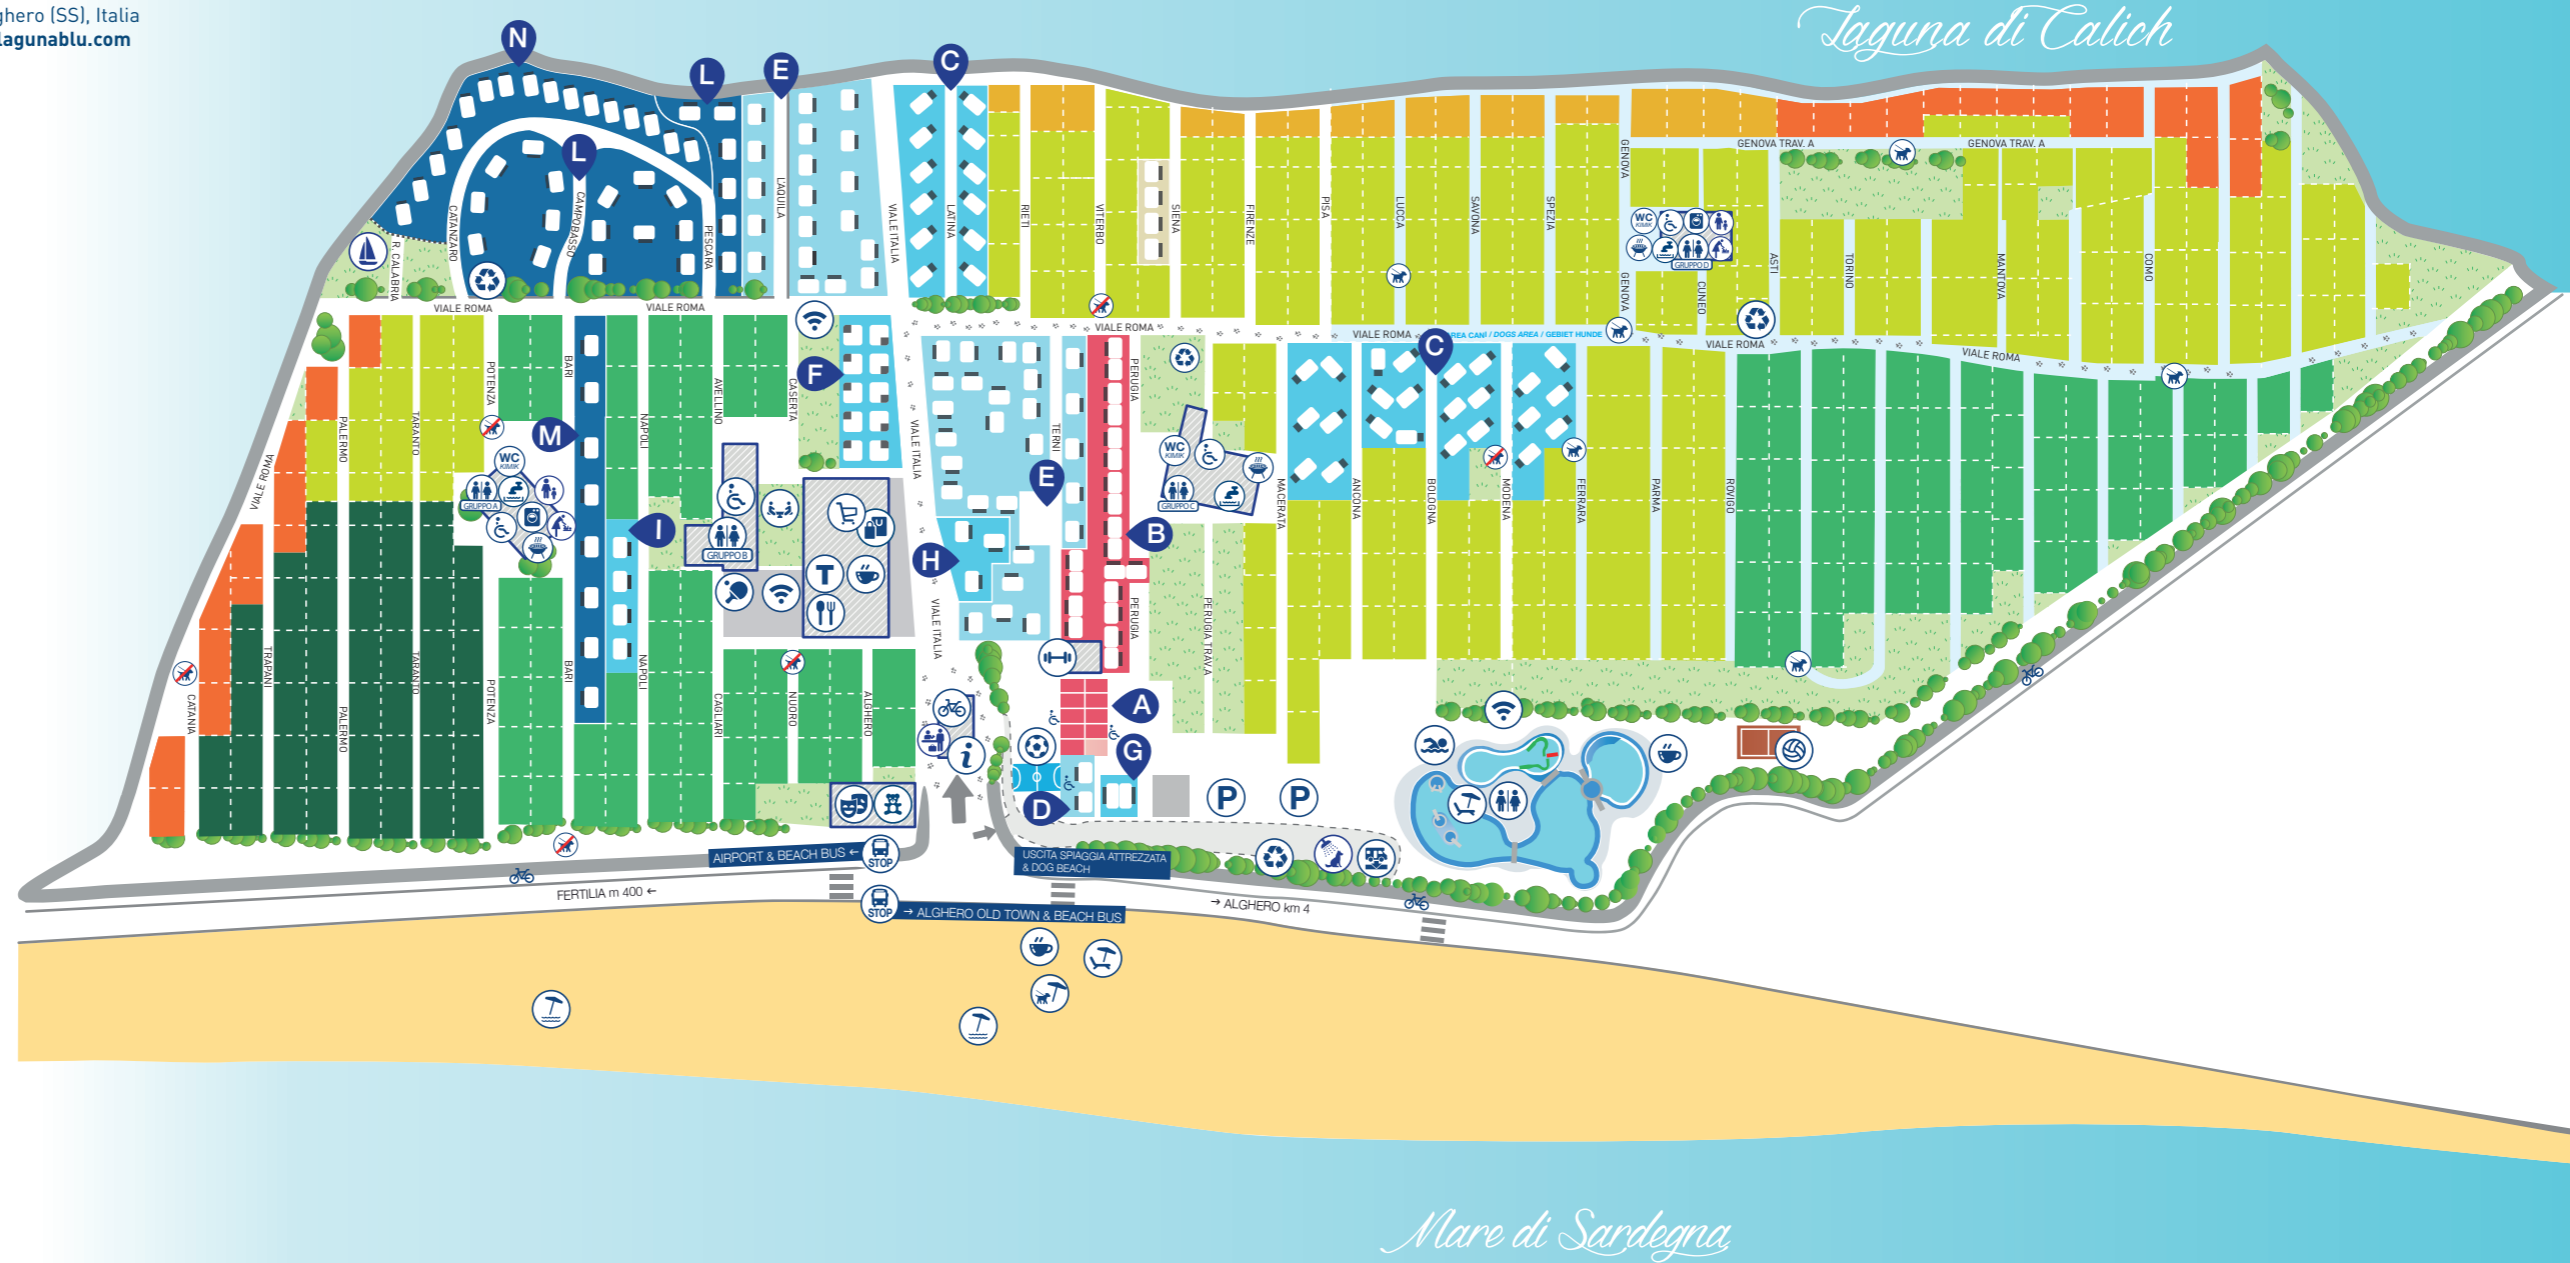 ghero (SS), Italia
lagunablu.com
Laguna di Calich
N
L
E
C
L
CATANZARO
R. CALABRIA
CAMPOBASSO
PESCARA
L'AQUILA
VIALE ITALIA
LATINA
RIETI
VITERBO
SIENA
FIRENZE
PISA
LUCCA
SAVONA
SPEZIA
GENOVA
GENOVA TRAV. A
GENOVA TRAV. A
WC
KIMIK
GRUPPO D
GENOVA
CUNEO
ASTI
TORINO
MANTOVA
COMO
VIALE ROMA
VIALE ROMA
VIALE ROMA
VIALE ROMA
REA CANI / DOGS AREA / GEBIET HUNDE
VIALE ROMA
VIALE ROMA
VIALE ROMA
PALERMO
TARANTO
POTENZA
BARI
NAPOLI
AVELLINO
CASERTA
F
VIALE ITALIA
TERNI
PERUGIA
C
M
WC
KIMIK
GRUPPO A
I
GRUPPO B
T
H
E
B
WC
KIMIK
GRUPPO C
MACERATA
ANCONA
BOLOGNA
MODENA
FERRARA
PARMA
ROVIGO
CATANIA
TRAPANI
PALERMO
TARANTO
POTENZA
BARI
NAPOLI
CAGLIARI
NUORO
ALGHERO
VIALE ITALIA
PERUGIA
PERUGIA TRAV. A
A
G
D
i
P
P
AIRPORT & BEACH BUS ←
STOP
USCITA SPIAGGIA ATTREZZATA
& DOG BEACH
FERTILIA m 400 ←
STOP
→ ALGHERO OLD TOWN & BEACH BUS
→ ALGHERO km 4
Mare di Sardegna